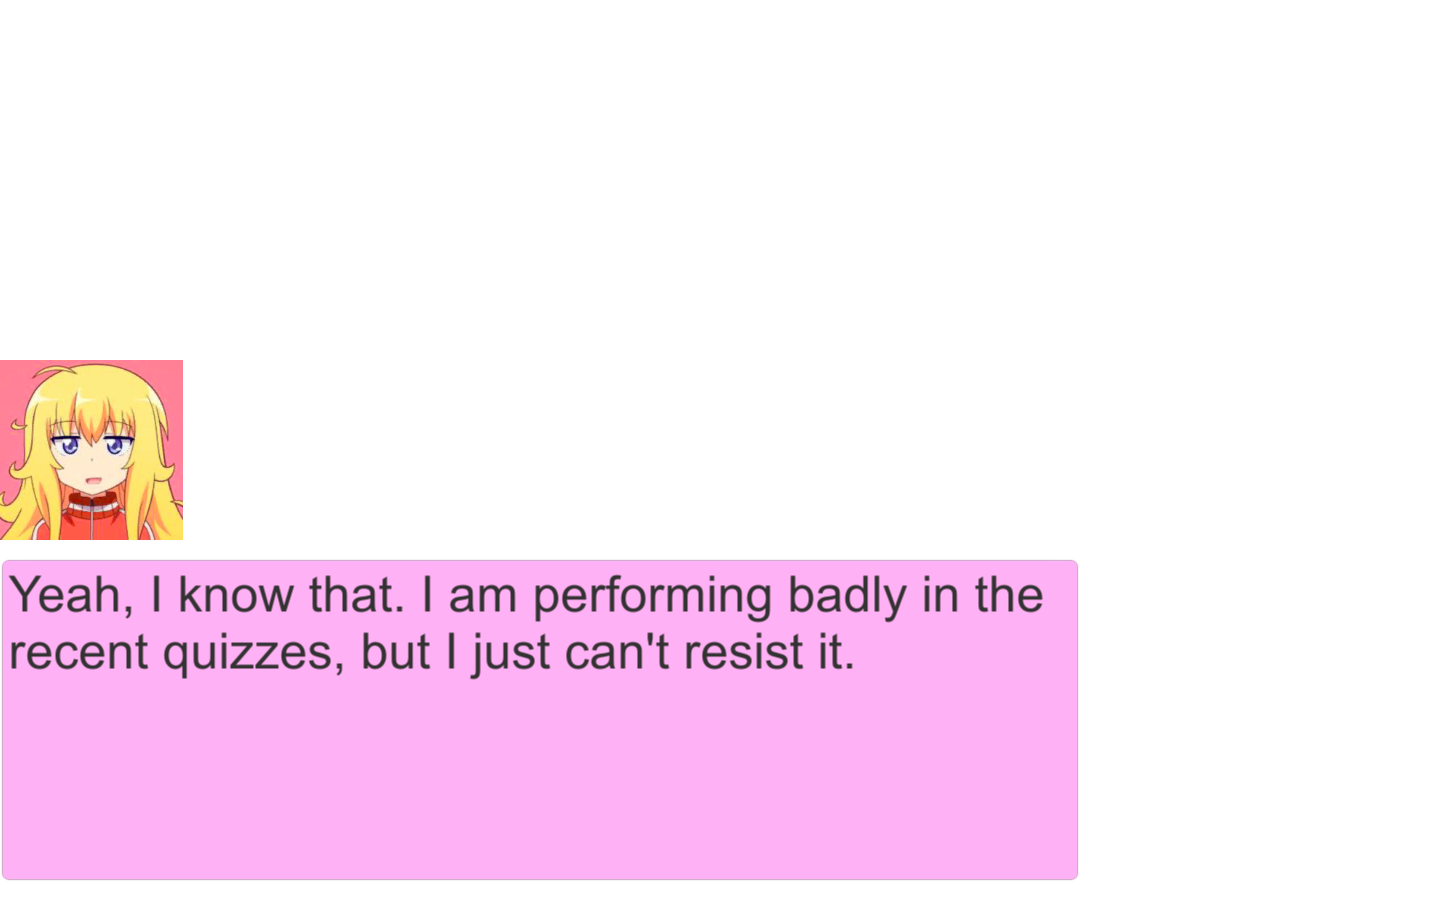 Yeah, I know that. I am performing badly in the
recent quizzes, but I just can't resist it.